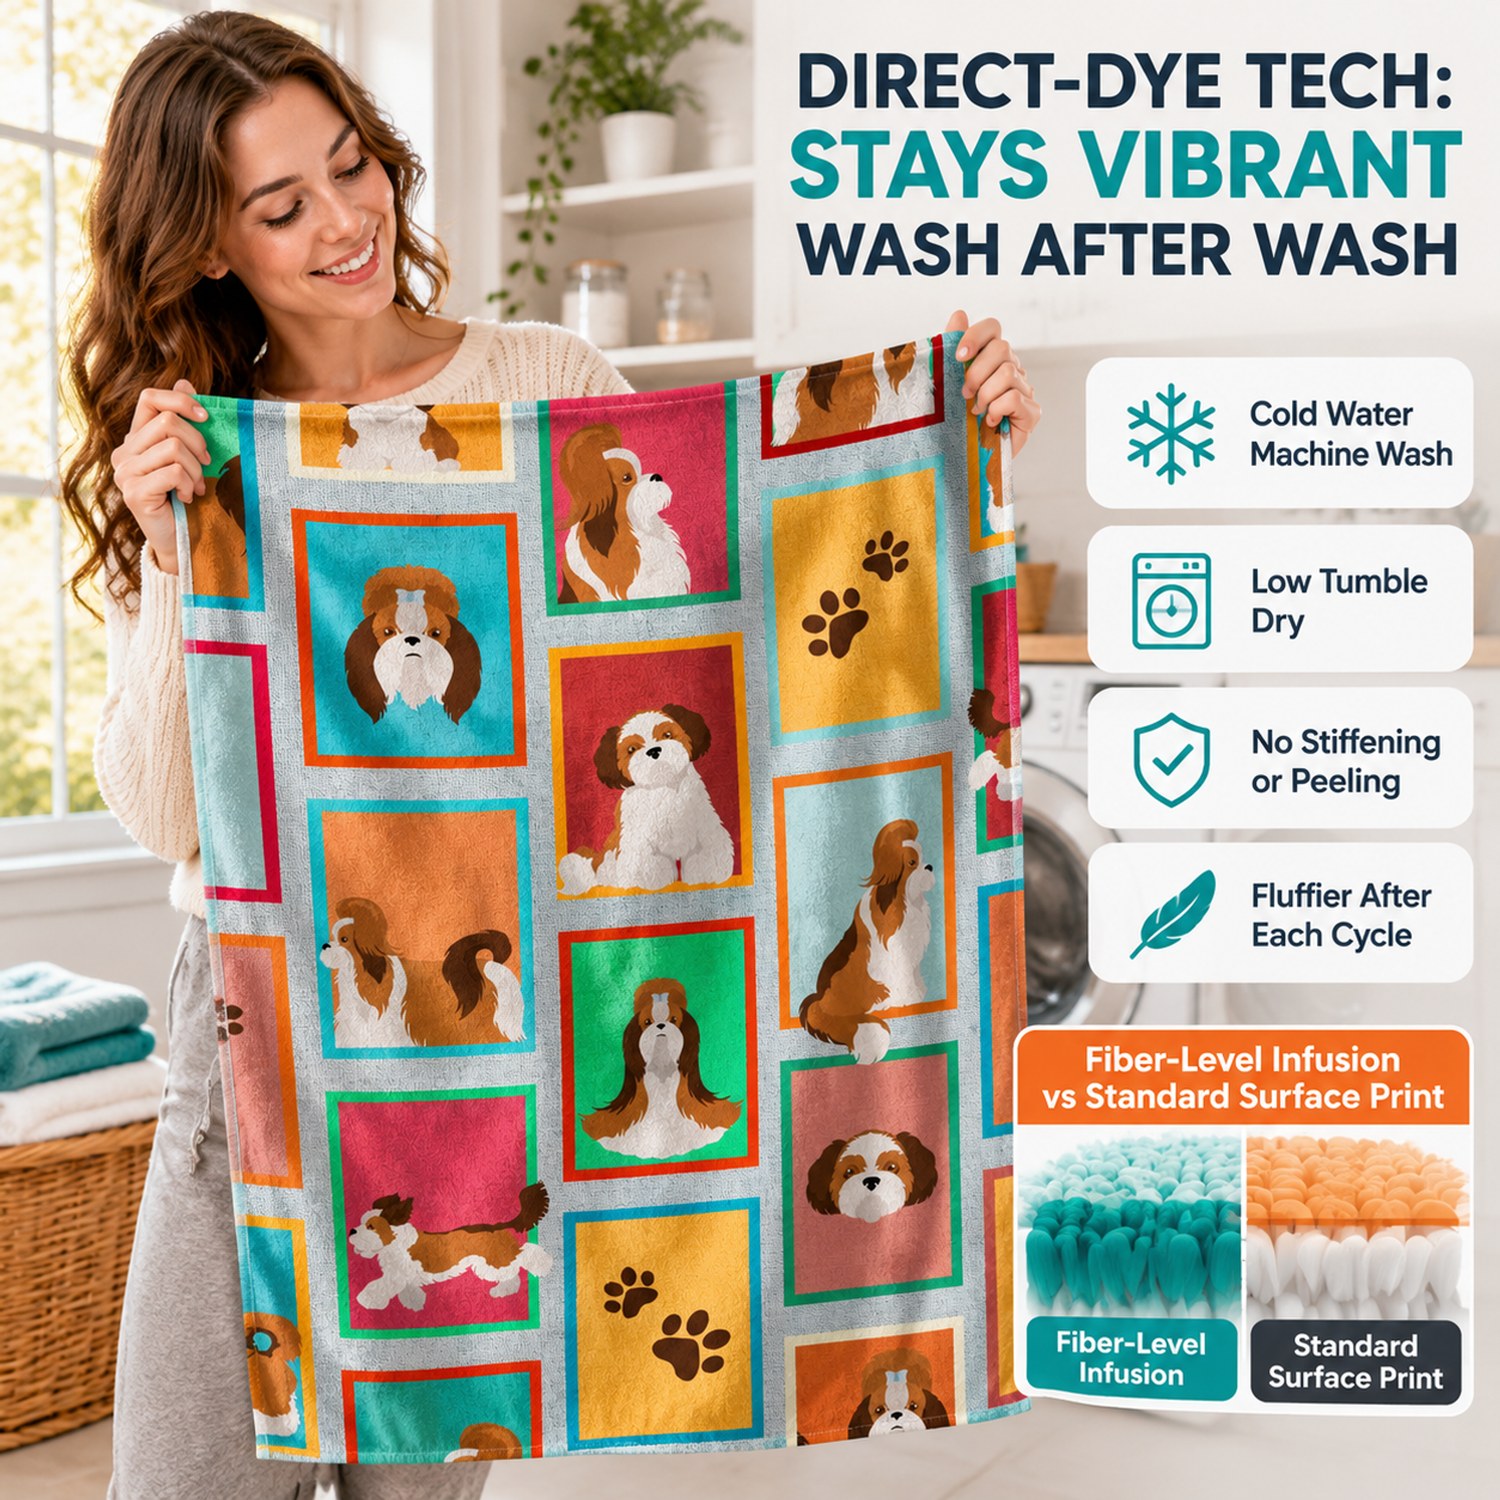 DIRECT-DYE TECH:
STAYS VIBRANT
WASH AFTER WASH
Cold Water
Machine Wash
Low Tumble
Dry
No Stiffening
or Peeling
Fluffier After
Each Cycle
Fiber-Level Infusion
vs Standard Surface Print
Fiber-Level
Infusion
Standard
Surface Print